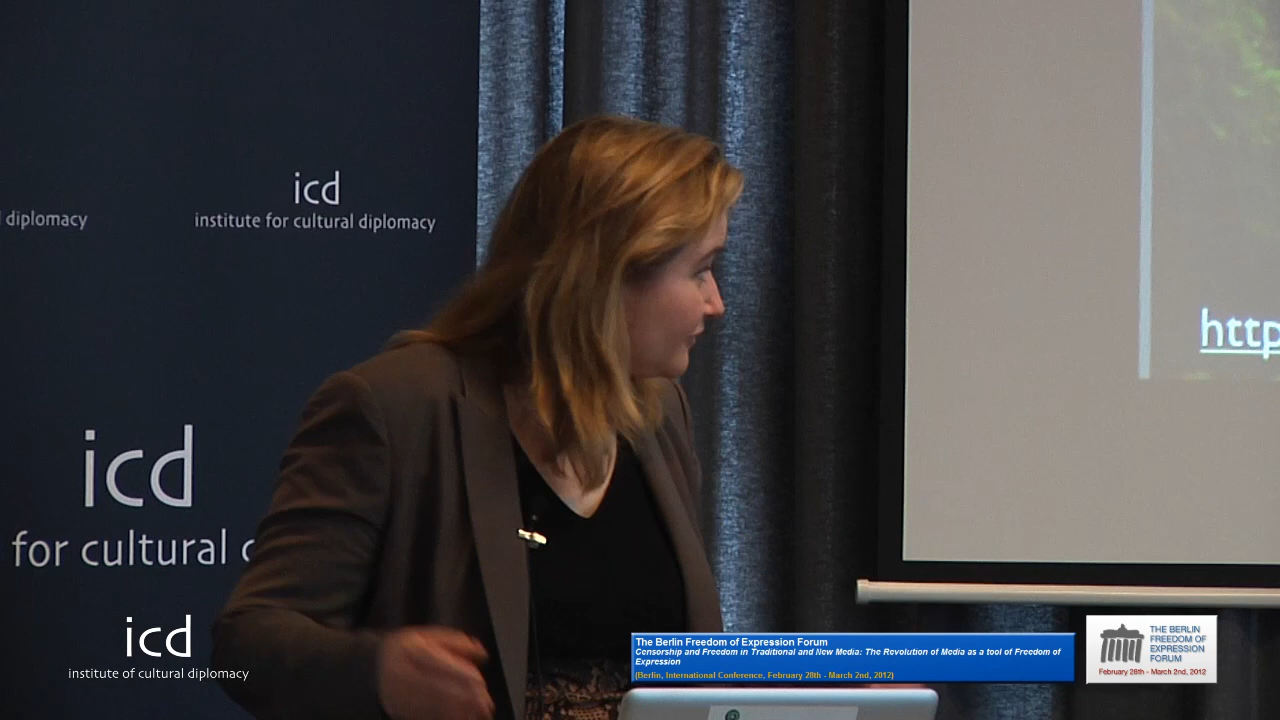 icd
l diplomacy
institute for cultural diplomacy
http
icd
for cultural
icd
institute of cultural diplomacy
The Berlin Freedom of Expression Forum
Censorship and Freedom in Traditional and New Media: The Revolution of Media as a tool of Freedom of
Expression
(Berlin, International Conference, February 28th - March 2nd, 2012)
THE BERLIN
FREEDOM OF
EXPRESSION
FORUM
February 28th - March 2nd, 2012